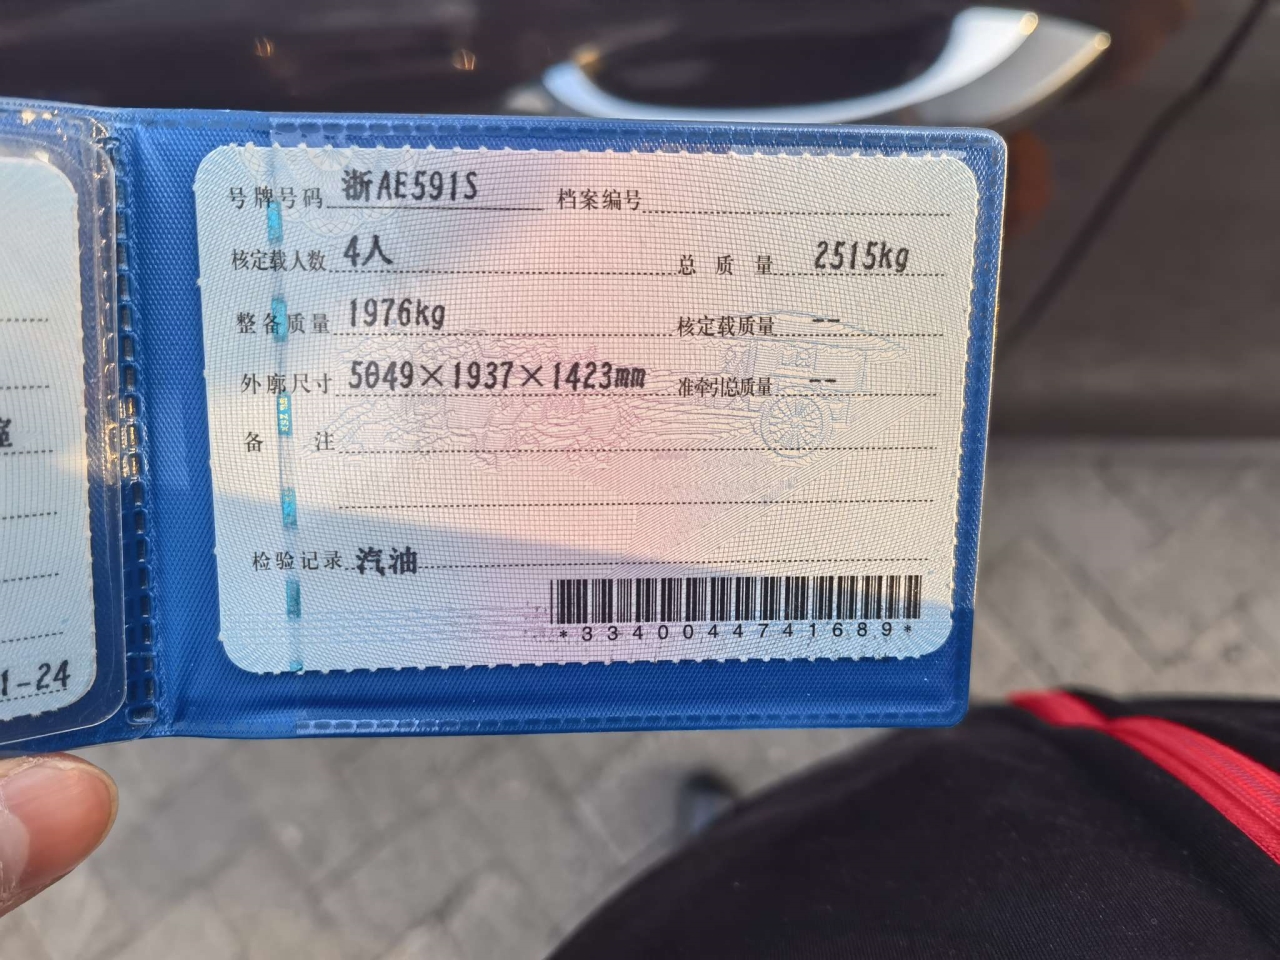 号牌号码 浙AE591S 档案编号
核定载人数 4人 总质量 2515kg
整备质量 1976kg 核定载质量 --
外廓尺寸 5049×1937×1423mm 准牵引总质量 --
备注
检验记录 汽油
*3340044741689*
1-24